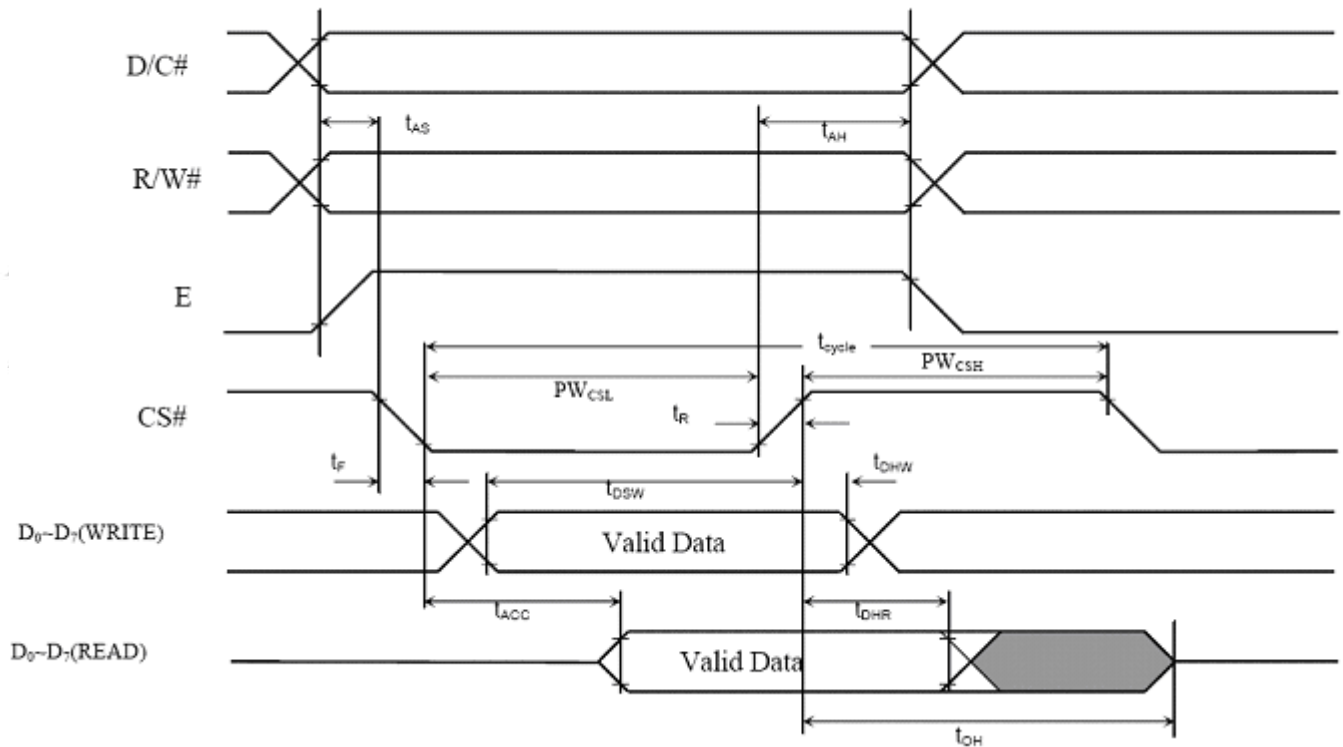 D/C#
tAS
tAH
R/W#
E
tcycle
PWCSL
PWCSH
CS#
tR
tF
tDSW
tDHW
D0~D7(WRITE)
Valid Data
tACC
tDHR
D0~D7(READ)
Valid Data
tOH